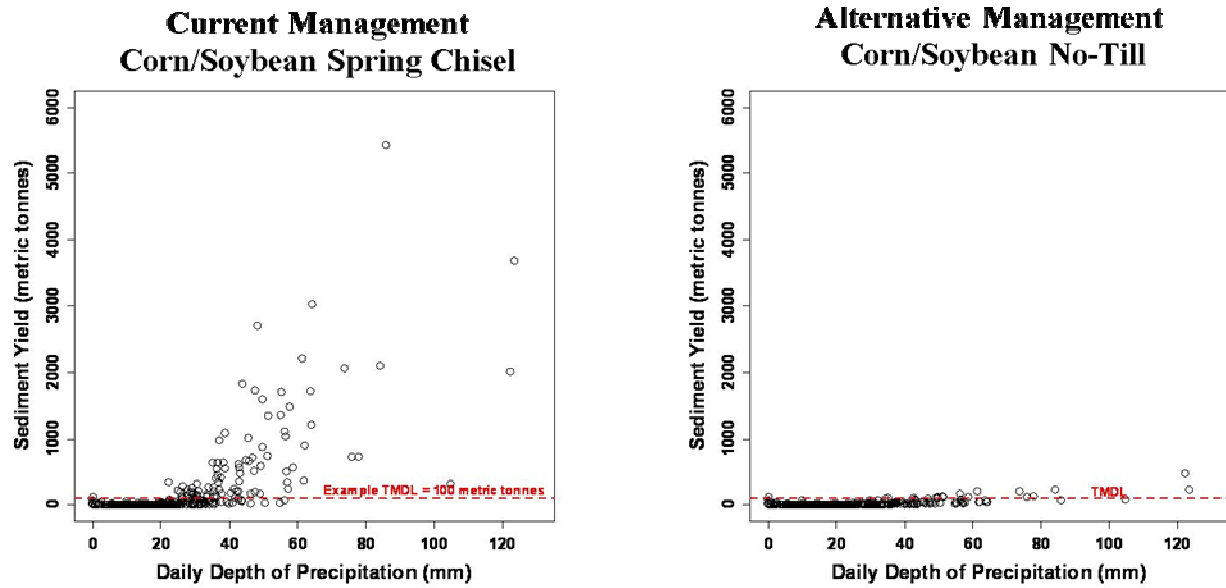 Current Management
Corn/Soybean Spring Chisel
Sediment Yield (metric tonnes)
6000
5000
4000
3000
2000
1000
0
Example TMDL = 100 metric tonnes
0 20 40 60 80 100 120
Daily Depth of Precipitation (mm)
Alternative Management
Corn/Soybean No-Till
Sediment Yield (metric tonnes)
6000
5000
4000
3000
2000
1000
0
TMDL
0 20 40 60 80 100 120
Daily Depth of Precipitation (mm)